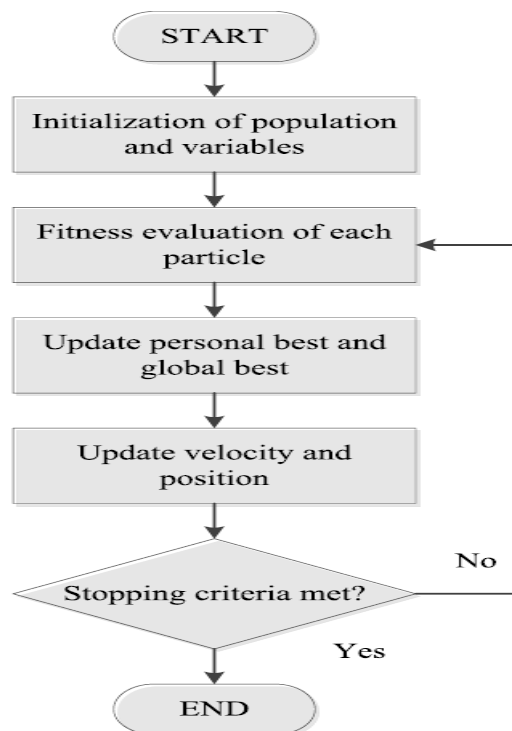 START
Initialization of population
and variables
Fitness evaluation of each
particle
Update personal best and
global best
Update velocity and
position
Stopping criteria met?
No
Yes
END